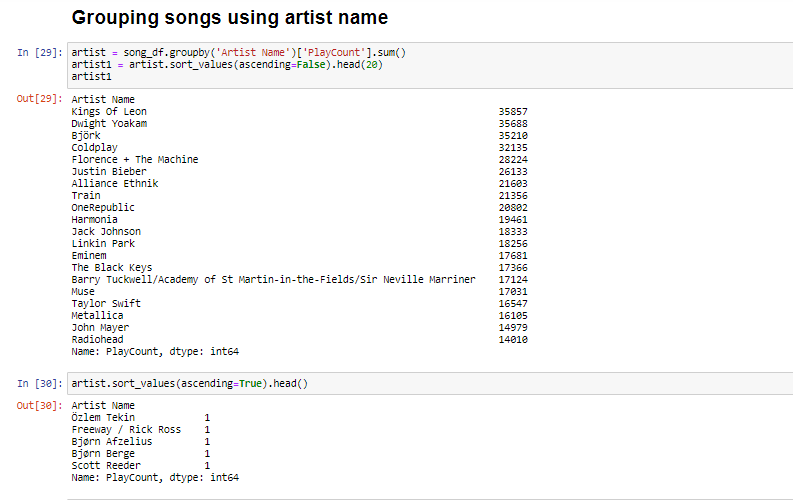 Grouping songs using artist name
In [29]: artist = song_df.groupby('Artist Name')['PlayCount'].sum()
artist1 = artist.sort_values(ascending=False).head(20)
artist1
Out[29]: Artist Name
Kings Of Leon 35857
Dwight Yoakam 35688
Björk 35210
Coldplay 32135
Florence + The Machine 28224
Justin Bieber 26133
Alliance Ethnik 21603
Train 21356
OneRepublic 20802
Harmonia 19461
Jack Johnson 18333
Linkin Park 18256
Eminem 17681
The Black Keys 17366
Barry Tuckwell/Academy of St Martin-in-the-Fields/Sir Neville Marriner 17124
Muse 17031
Taylor Swift 16547
Metallica 16105
John Mayer 14979
Radiohead 14010
Name: PlayCount, dtype: int64
In [30]: artist.sort_values(ascending=True).head()
Out[30]: Artist Name
Özlem Tekin 1
Freeway / Rick Ross 1
Bjørn Afzelius 1
Bjørn Berge 1
Scott Reeder 1
Name: PlayCount, dtype: int64